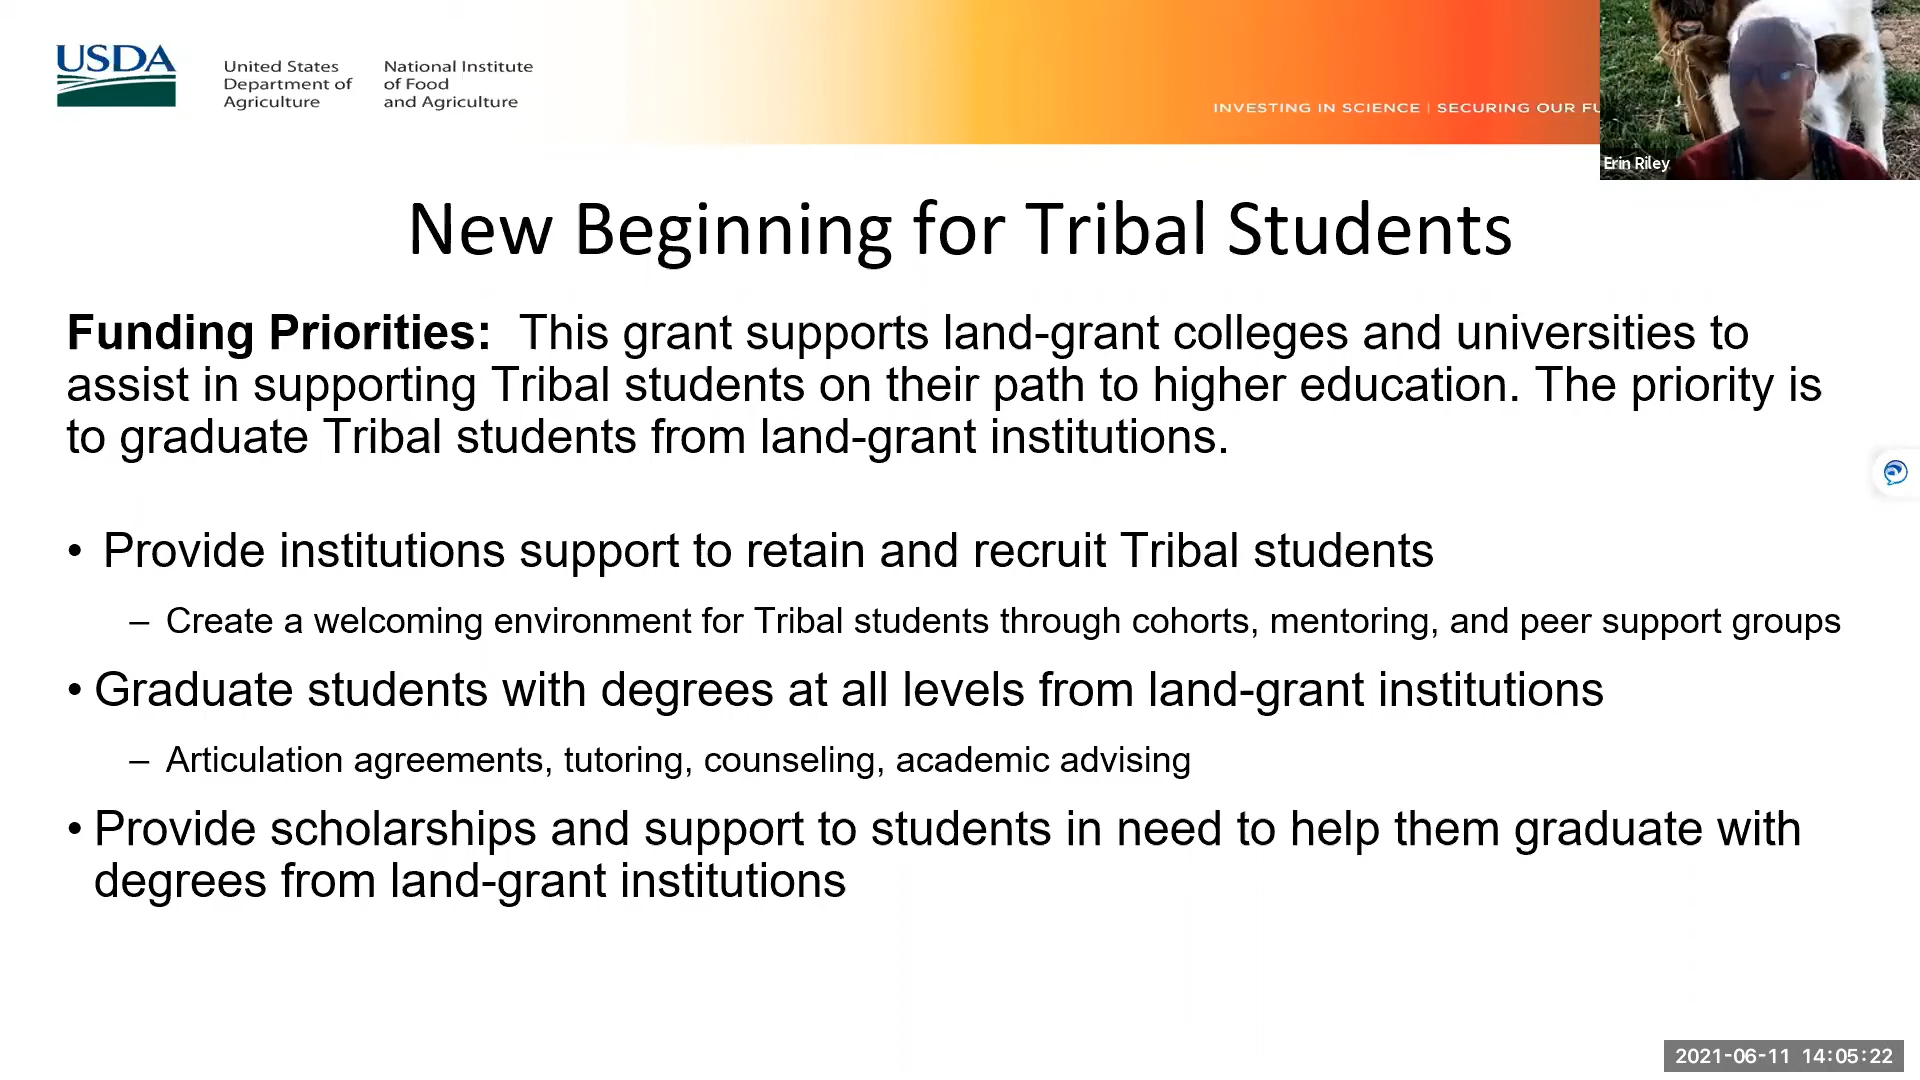 USDA
United States
Department of
Agriculture
National Institute
of Food
and Agriculture
INVESTING IN SCIENCE | SECURING OUR FU
Erin Riley
New Beginning for Tribal Students
Funding Priorities: This grant supports land-grant colleges and universities to
assist in supporting Tribal students on their path to higher education. The priority is
to graduate Tribal students from land-grant institutions.
• Provide institutions support to retain and recruit Tribal students
– Create a welcoming environment for Tribal students through cohorts, mentoring, and peer support groups
• Graduate students with degrees at all levels from land-grant institutions
– Articulation agreements, tutoring, counseling, academic advising
• Provide scholarships and support to students in need to help them graduate with
degrees from land-grant institutions
2021-06-11 14:05:22